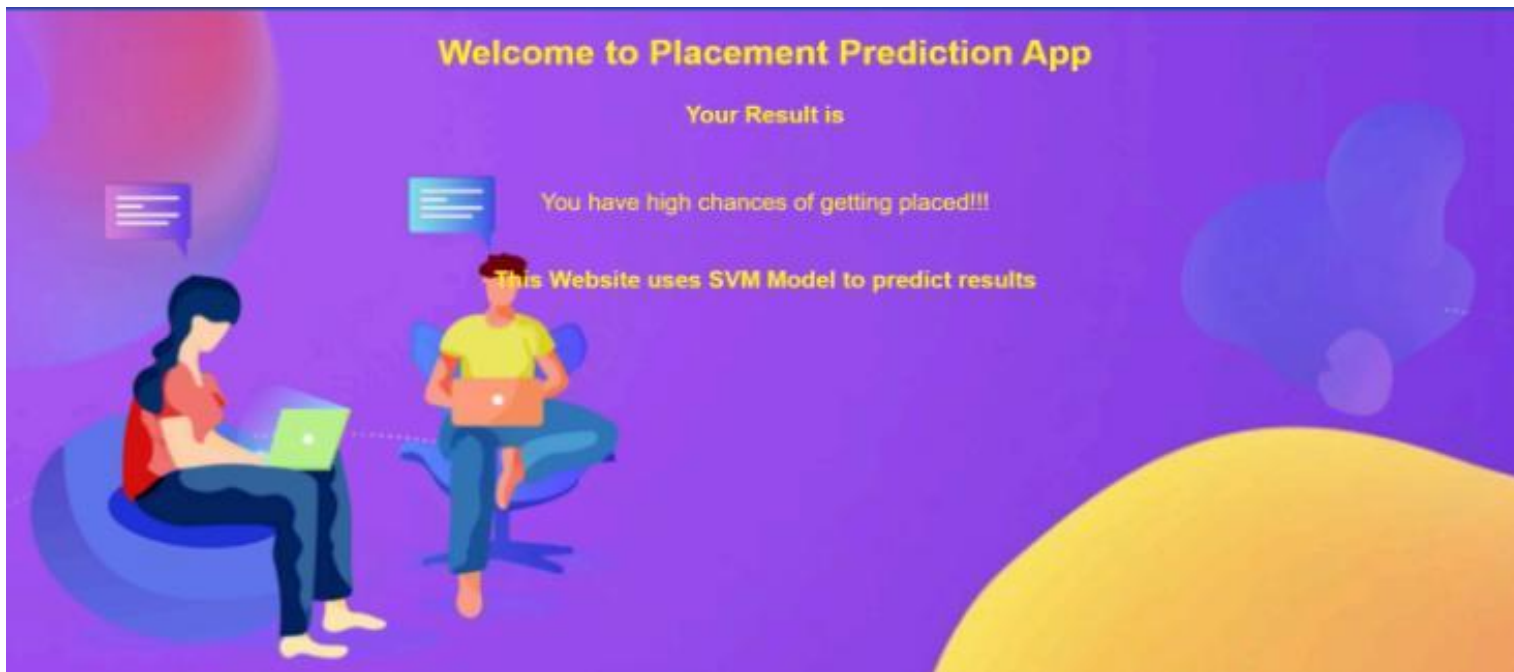 Welcome to Placement Prediction App
Your Result is
You have high chances of getting placed!!!
This Website uses SVM Model to predict results